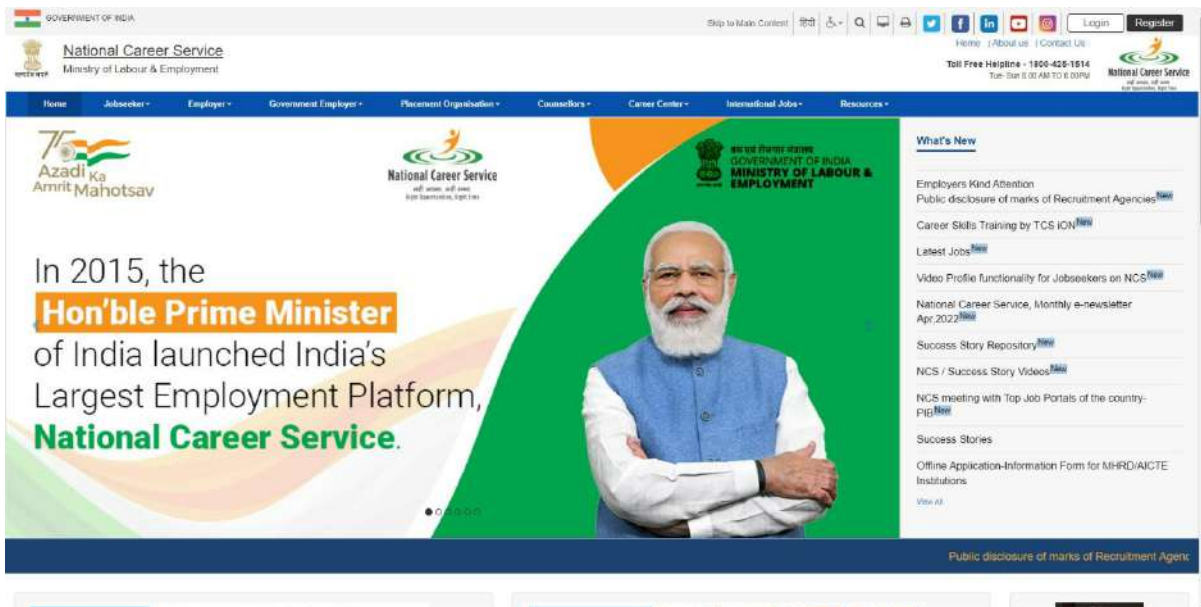 GOVERNMENT OF INDIA
Skip to Main Content हिंदी Login Register
National Career Service
Ministry of Labour & Employment
Home | About us | Contact Us
Toll Free Helpline - 1800-425-1514
Tue- Sun 8.00 AM TO 8.00PM
National Career Service
Home Jobseeker Employer Government Employer Placement Organisation Counsellors Career Center International Jobs Resources
75
Azadi Ka
Amrit Mahotsav
National Career Service
GOVERNMENT OF INDIA
MINISTRY OF LABOUR &
EMPLOYMENT
In 2015, the
Hon'ble Prime Minister
of India launched India's
Largest Employment Platform,
National Career Service.
What's New
Employers Kind Attention
Public disclosure of marks of Recruitment Agencies New
Career Skills Training by TCS iON New
Latest Jobs New
Video Profile functionality for Jobseekers on NCS New
National Career Service, Monthly e-newsletter
Apr,2022 New
Success Story Repository New
NCS / Success Story Videos New
NCS meeting with Top Job Portals of the country-
PIB New
Success Stories
Offline Application-Information Form for MHRD/AICTE
Institutions
View All
Public disclosure of marks of Recruitment Agenc